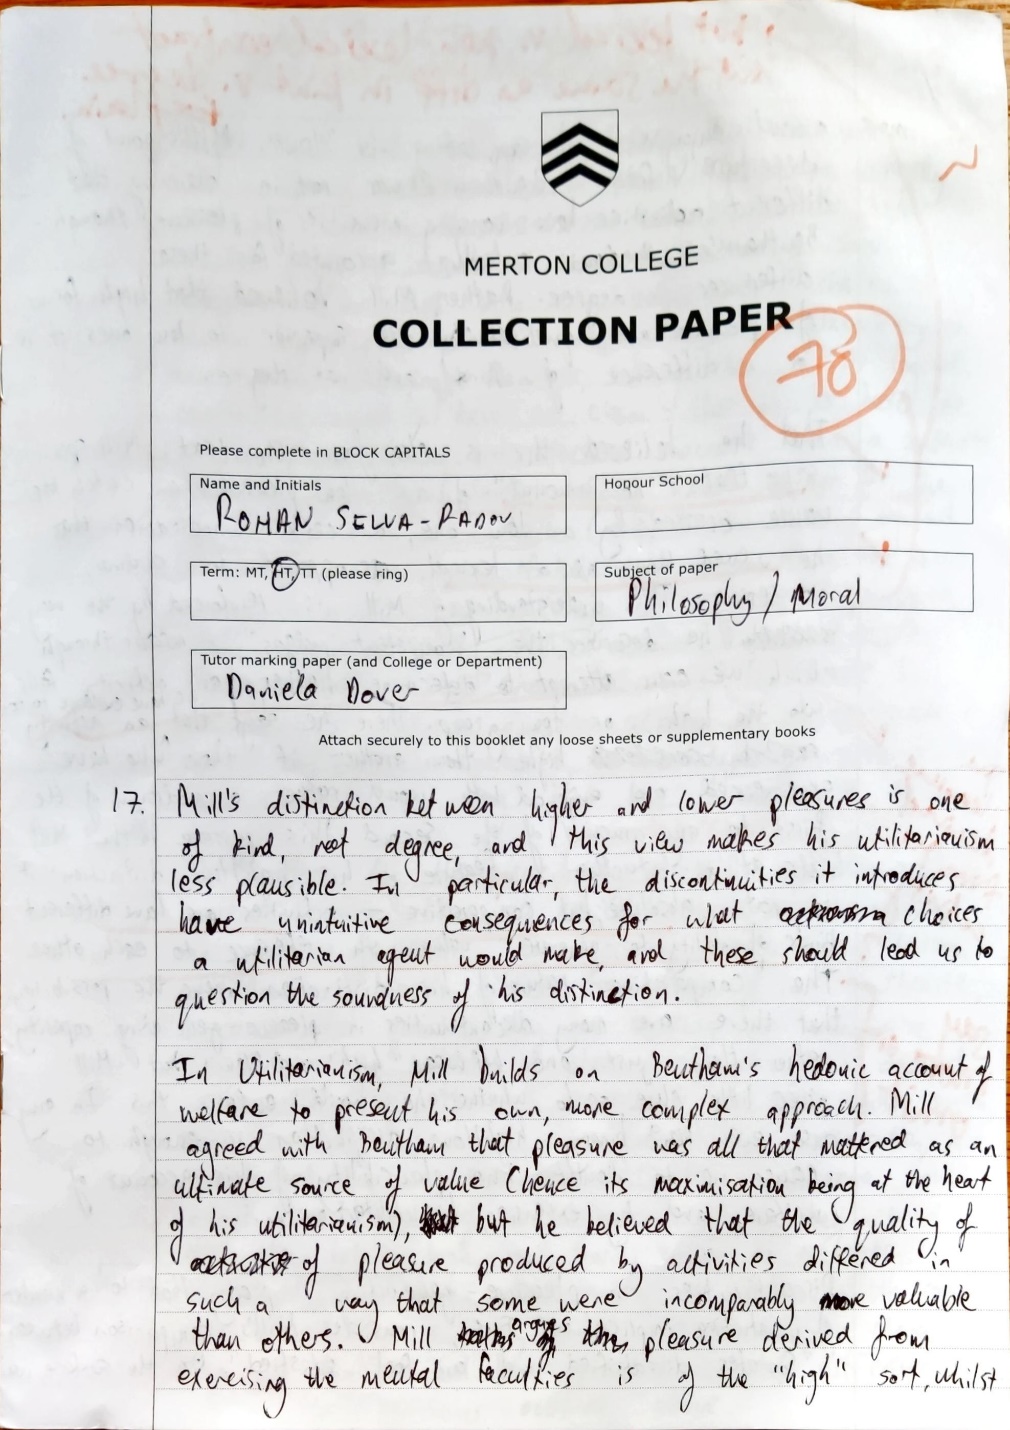 MERTON COLLEGE
COLLECTION PAPER
78
Please complete in BLOCK CAPITALS
Name and Initials
ROMAN SELVA-RADOV
Honour School
Term: MT, HT, TT (please ring)
Subject of paper
Philosophy / Moral
Tutor marking paper (and College or Department)
Daniela Dover
Attach securely to this booklet any loose sheets or supplementary books
17. Mill's distinction between higher and lower pleasures is one
of kind, not degree, and this view makes his utilitarianism
less plausible. In particular, the discontinuities it introduces
have unintuitive consequences for what choices
a utilitarian agent would make, and these should lead us to
question the soundness of his distinction.
In Utilitarianism, Mill builds on Bentham's hedonic account of
welfare to present his own, more complex approach. Mill
agreed with Bentham that pleasure was all that mattered as an
ultimate source of value (hence its maximisation being at the heart
of his utilitarianism), but he believed that the quality of
of pleasure produced by activities differed in
such a way that some were incomparably more valuable
than others. Mill argues pleasure derived from
exercising the mental faculties is of the "high" sort, whilst